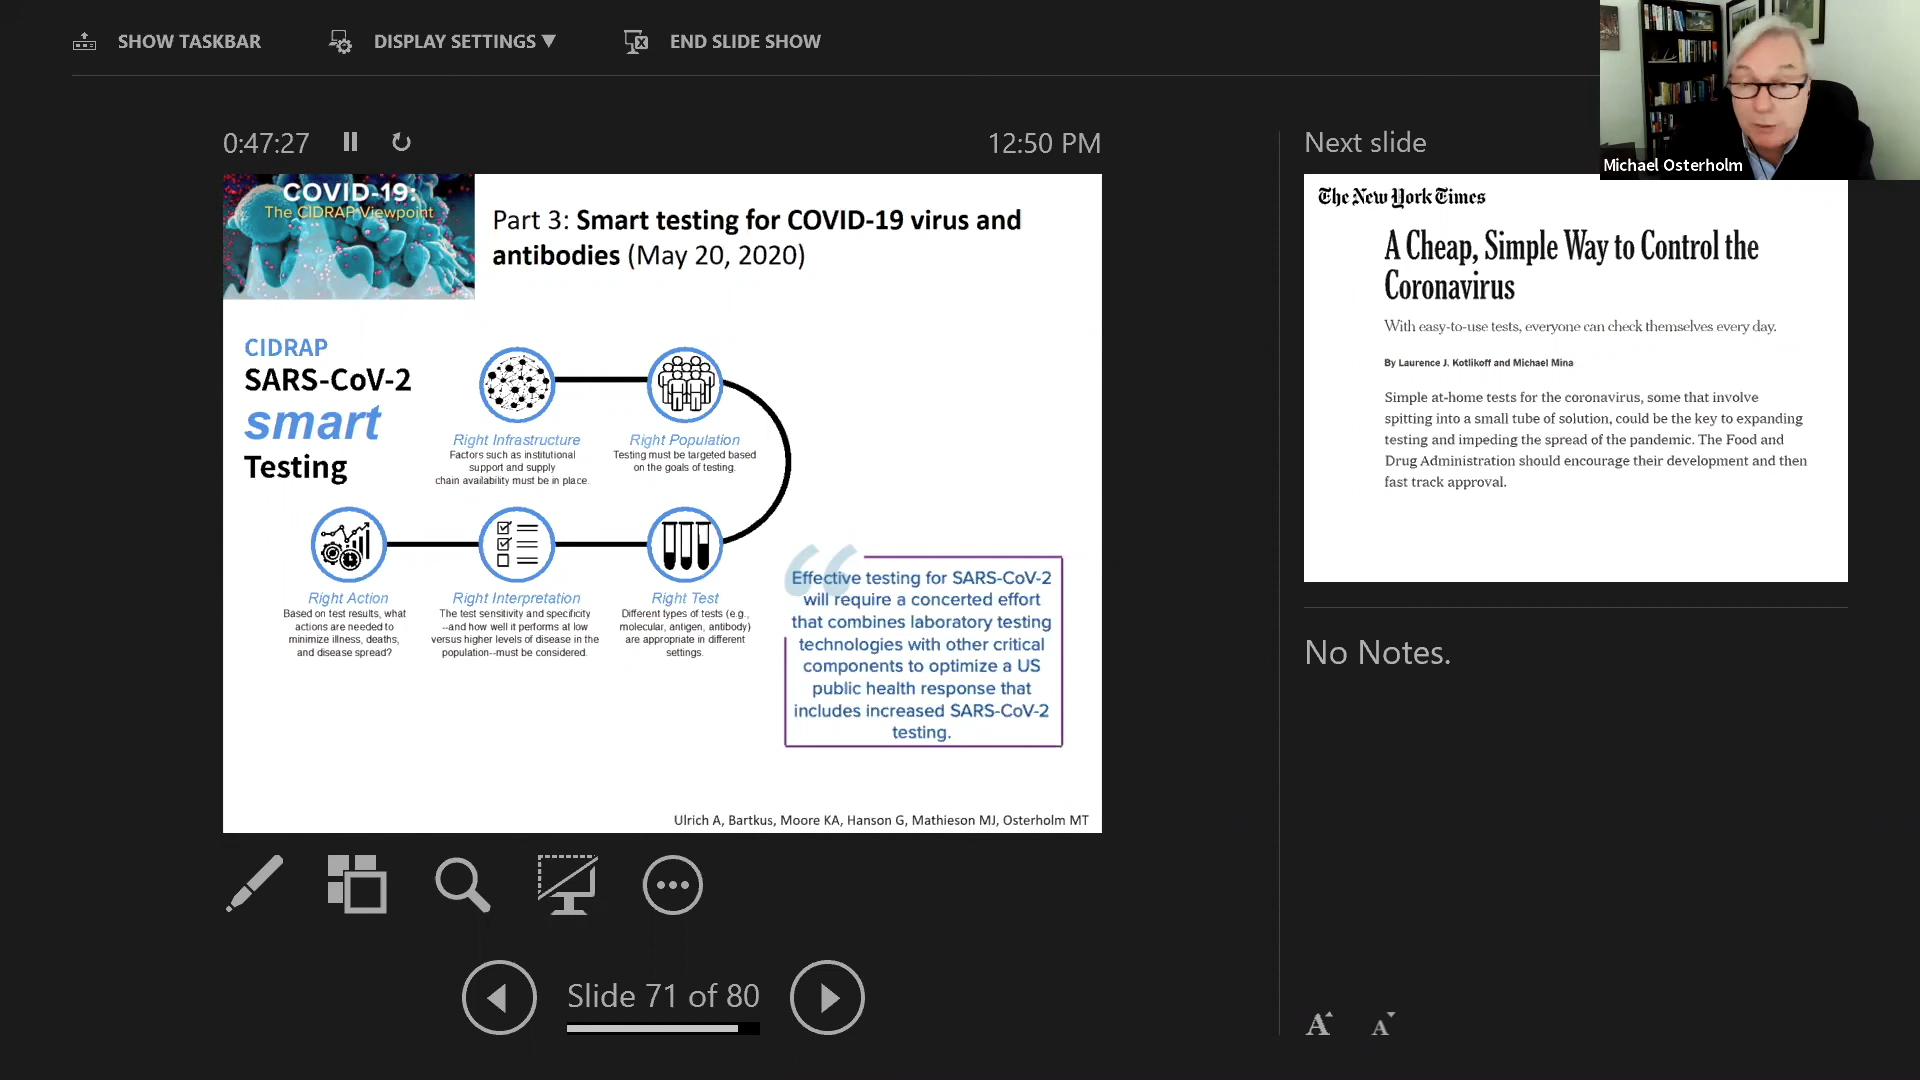 SHOW TASKBAR
DISPLAY SETTINGS ▼
END SLIDE SHOW
Michael Osterholm
0:47:27
12:50 PM
COVID-19:
The CIDRAP Viewpoint
Part 3: Smart testing for COVID-19 virus and
antibodies (May 20, 2020)
CIDRAP
SARS-CoV-2
smart
Testing
Right Infrastructure
Factors such as institutional
support and supply
chain availability must be in place.
Right Population
Testing must be targeted based
on the goals of testing.
Right Action
Based on test results, what
actions are needed to
minimize illness, deaths,
and disease spread?
Right Interpretation
The test sensitivity and specificity
--and how well it performs at low
versus higher levels of disease in the
population--must be considered.
Right Test
Different types of tests (e.g.,
molecular, antigen, antibody)
are appropriate in different
settings.
“
Effective testing for SARS-CoV-2
will require a concerted effort
that combines laboratory testing
technologies with other critical
components to optimize a US
public health response that
includes increased SARS-CoV-2
testing.
Ulrich A, Bartkus, Moore KA, Hanson G, Mathieson MJ, Osterholm MT
Slide 71 of 80
Next slide
The New York Times
A Cheap, Simple Way to Control the
Coronavirus
With easy-to-use tests, everyone can check themselves every day.
By Laurence J. Kotlikoff and Michael Mina
Simple at-home tests for the coronavirus, some that involve
spitting into a small tube of solution, could be the key to expanding
testing and impeding the spread of the pandemic. The Food and
Drug Administration should encourage their development and then
fast track approval.
No Notes.
A A